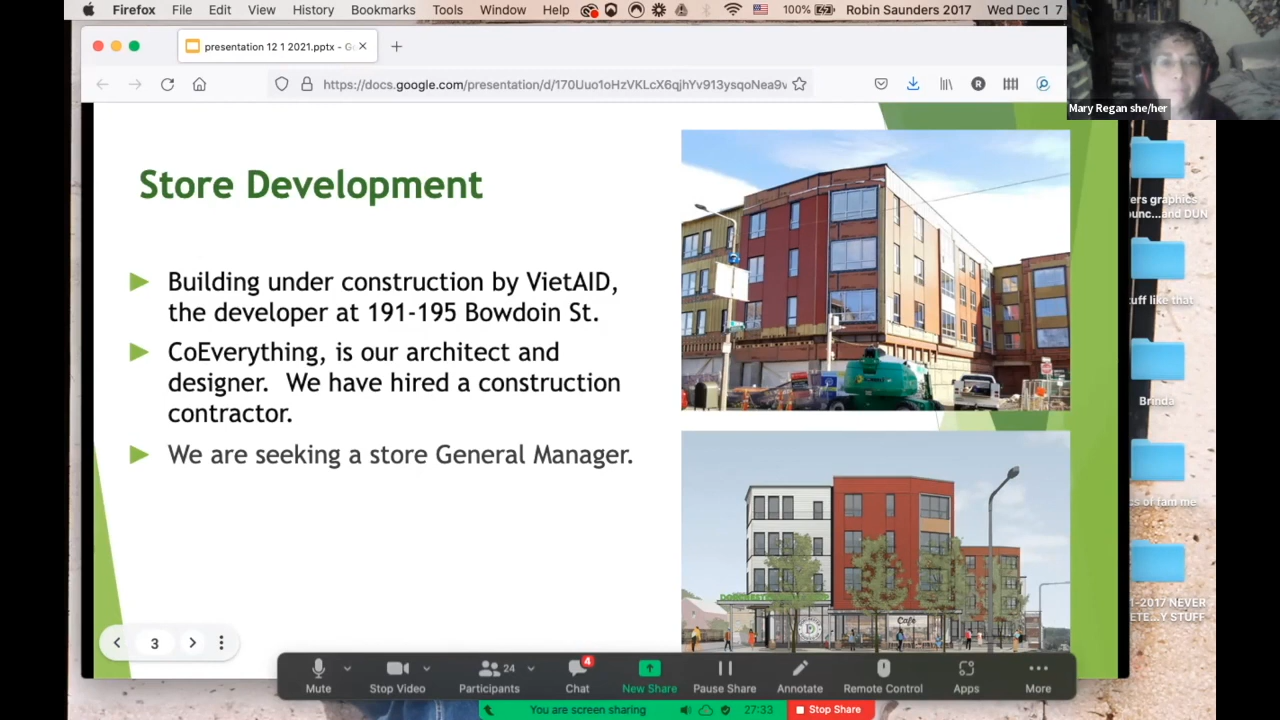 Firefox File Edit View History Bookmarks Tools Window Help 100% Robin Saunders 2017 Wed Dec 1 7
presentation 12 1 2021.pptx - G
https://docs.google.com/presentation/d/170Uuo1oHzVKLcX6qjhYv913ysqoNea9v
R
Mary Regan she/her
Store Development
Building under construction by VietAID,
the developer at 191-195 Bowdoin St.
CoEverything, is our architect and
designer. We have hired a construction
contractor.
We are seeking a store General Manager.
Cafe
ers graphics
unc...and DUN
uff like that
Brinda
s of fam me
1-2017 NEVER
ETE...Y STUFF
3
24
4
Mute Stop Video Participants Chat New Share Pause Share Annotate Remote Control Apps More
You are screen sharing 27:33 Stop Share